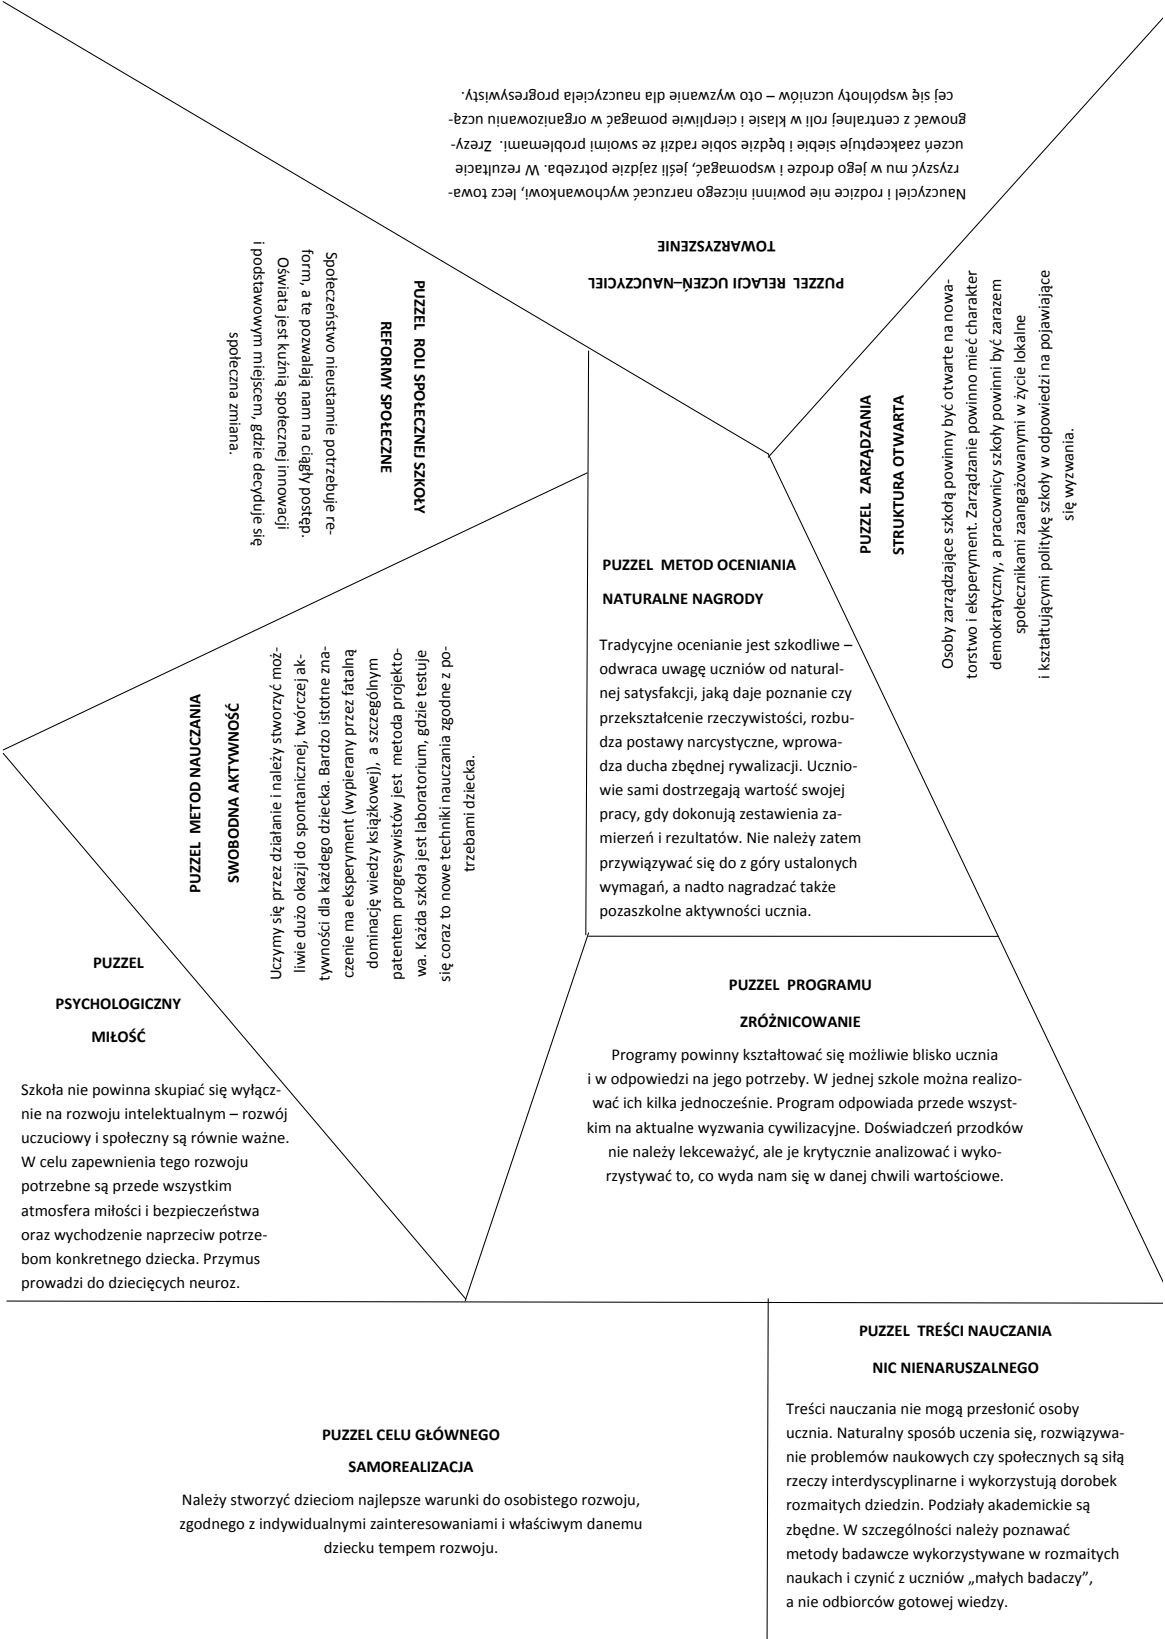 PUZZEL RELACJI UCZEŃ–NAUCZYCIEL
TOWARZYSZENIE
Nauczyciel i rodzice nie powinni niczego narzucać wychowankowi, lecz towa-
rzyszyć mu w jego drodze i wspomagać, jeśli zajdzie potrzeba. W rezultacie
uczeń zaakceptuje siebie i będzie sobie radził ze swoimi problemami. Zrezy-
gnować z centralnej roli w klasie i cierpliwie pomagać w organizowaniu uczą-
cej się wspólnoty uczniów – oto wyzwanie dla nauczyciela progresywisty.
PUZZEL ROLI SPOŁECZNEJ SZKOŁY
REFORMY SPOŁECZNE
Społeczeństwo nieustannie potrzebuje re-
form, a te pozwalają nam na ciągły postęp.
Oświata jest kuźnią społecznej innowacji
i podstawowym miejscem, gdzie decyduje się
społeczna zmiana.
PUZZEL ZARZĄDZANIA
STRUKTURA OTWARTA
Osoby zarządzające szkołą powinny być otwarte na nowa-
torstwo i eksperyment. Zarządzanie powinno mieć charakter
demokratyczny, a pracownicy szkoły powinni być zarazem
społecznikami zaangażowanymi w życie lokalne
i kształtującymi politykę szkoły w odpowiedzi na pojawiające
się wyzwania.
PUZZEL METOD OCENIANIA
NATURALNE NAGRODY
Tradycyjne ocenianie jest szkodliwe –
odwraca uwagę uczniów od natural-
nej satysfakcji, jaką daje poznanie czy
przekształcenie rzeczywistości, rozbu-
dza postawy narcystyczne, wprowa-
dza ducha zbędnej rywalizacji. Ucznio-
wie sami dostrzegają wartość swojej
pracy, gdy dokonują zestawienia za-
mierzeń i rezultatów. Nie należy zatem
przywiązywać się do z góry ustalonych
wymagań, a nadto nagradzać także
pozaszkolne aktywności ucznia.
PUZZEL METOD NAUCZANIA
SWOBODNA AKTYWNOŚĆ
Uczymy się przez działanie i należy stworzyć moż-
liwie dużo okazji do spontanicznej, twórczej ak-
tywności dla każdego dziecka. Bardzo istotne zna-
czenie ma eksperyment (wypierany przez fatalną
dominację wiedzy książkowej), a szczególnym
patentem progresywistów jest metoda projekto-
wa. Każda szkoła jest laboratorium, gdzie testuje
się coraz to nowe techniki nauczania zgodne z po-
trzebami dziecka.
PUZZEL
PSYCHOLOGICZNY
MIŁOŚĆ
Szkoła nie powinna skupiać się wyłącz-
nie na rozwoju intelektualnym – rozwój
uczuciowy i społeczny są równie ważne.
W celu zapewnienia tego rozwoju
potrzebne są przede wszystkim
atmosfera miłości i bezpieczeństwa
oraz wychodzenie naprzeciw potrze-
bom konkretnego dziecka. Przymus
prowadzi do dziecięcych neuroz.
PUZZEL PROGRAMU
ZRÓŻNICOWANIE
Programy powinny kształtować się możliwie blisko ucznia
i w odpowiedzi na jego potrzeby. W jednej szkole można realizo-
wać ich kilka jednocześnie. Program odpowiada przede wszyst-
kim na aktualne wyzwania cywilizacyjne. Doświadczeń przodków
nie należy lekceważyć, ale je krytycznie analizować i wyko-
rzystywać to, co wyda nam się w danej chwili wartościowe.
PUZZEL CELU GŁÓWNEGO
SAMOREALIZACJA
Należy stworzyć dzieciom najlepsze warunki do osobistego rozwoju,
zgodnego z indywidualnymi zainteresowaniami i właściwym danemu
dziecku tempem rozwoju.
PUZZEL TREŚCI NAUCZANIA
NIC NIENARUSZALNEGO
Treści nauczania nie mogą przesłonić osoby
ucznia. Naturalny sposób uczenia się, rozwiązywa-
nie problemów naukowych czy społecznych są siłą
rzeczy interdyscyplinarne i wykorzystują dorobek
rozmaitych dziedzin. Podziały akademickie są
zbędne. W szczególności należy poznawać
metody badawcze wykorzystywane w rozmaitych
naukach i czynić z uczniów „małych badaczy”,
a nie odbiorców gotowej wiedzy.